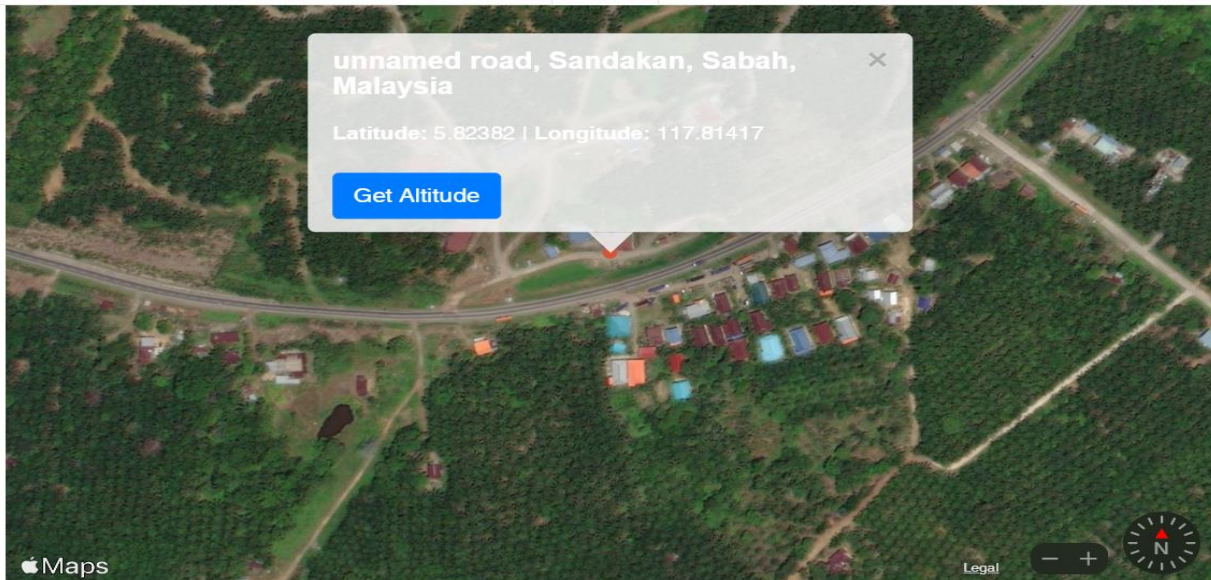 unnamed road, Sandakan, Sabah,
Malaysia
×
Latitude: 5.82382 | Longitude: 117.81417
Get Altitude
Maps
Legal
− +
N